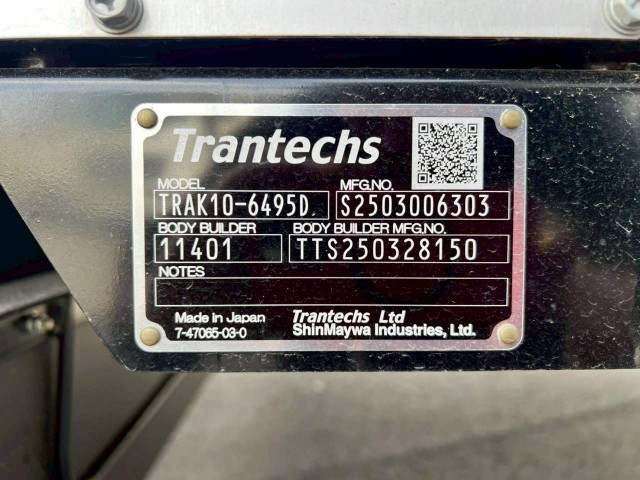 Trantechs
MODEL MFG.NO.
TRAK10-6495D. S2503006303
BODY BUILDER BODY BUILDER MFG.NO.
11401 TTS250328150
NOTES
Made in Japan Trantechs Ltd
7-47065-03-0 ShinMaywa Industries, Ltd.